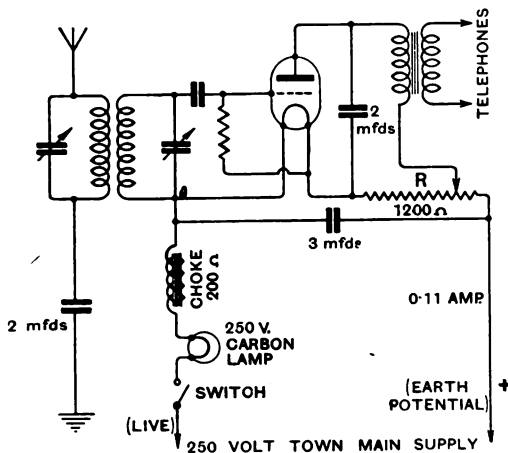 TELEPHONES
2
mfds
R
1200 Ω
3 mfds
CHOKE
200 Ω
0·11 AMP.
2 mfds
250 V.
CARBON
LAMP
SWITCH
(EARTH
POTENTIAL)
+
(LIVE)
250 VOLT TOWN MAIN SUPPLY